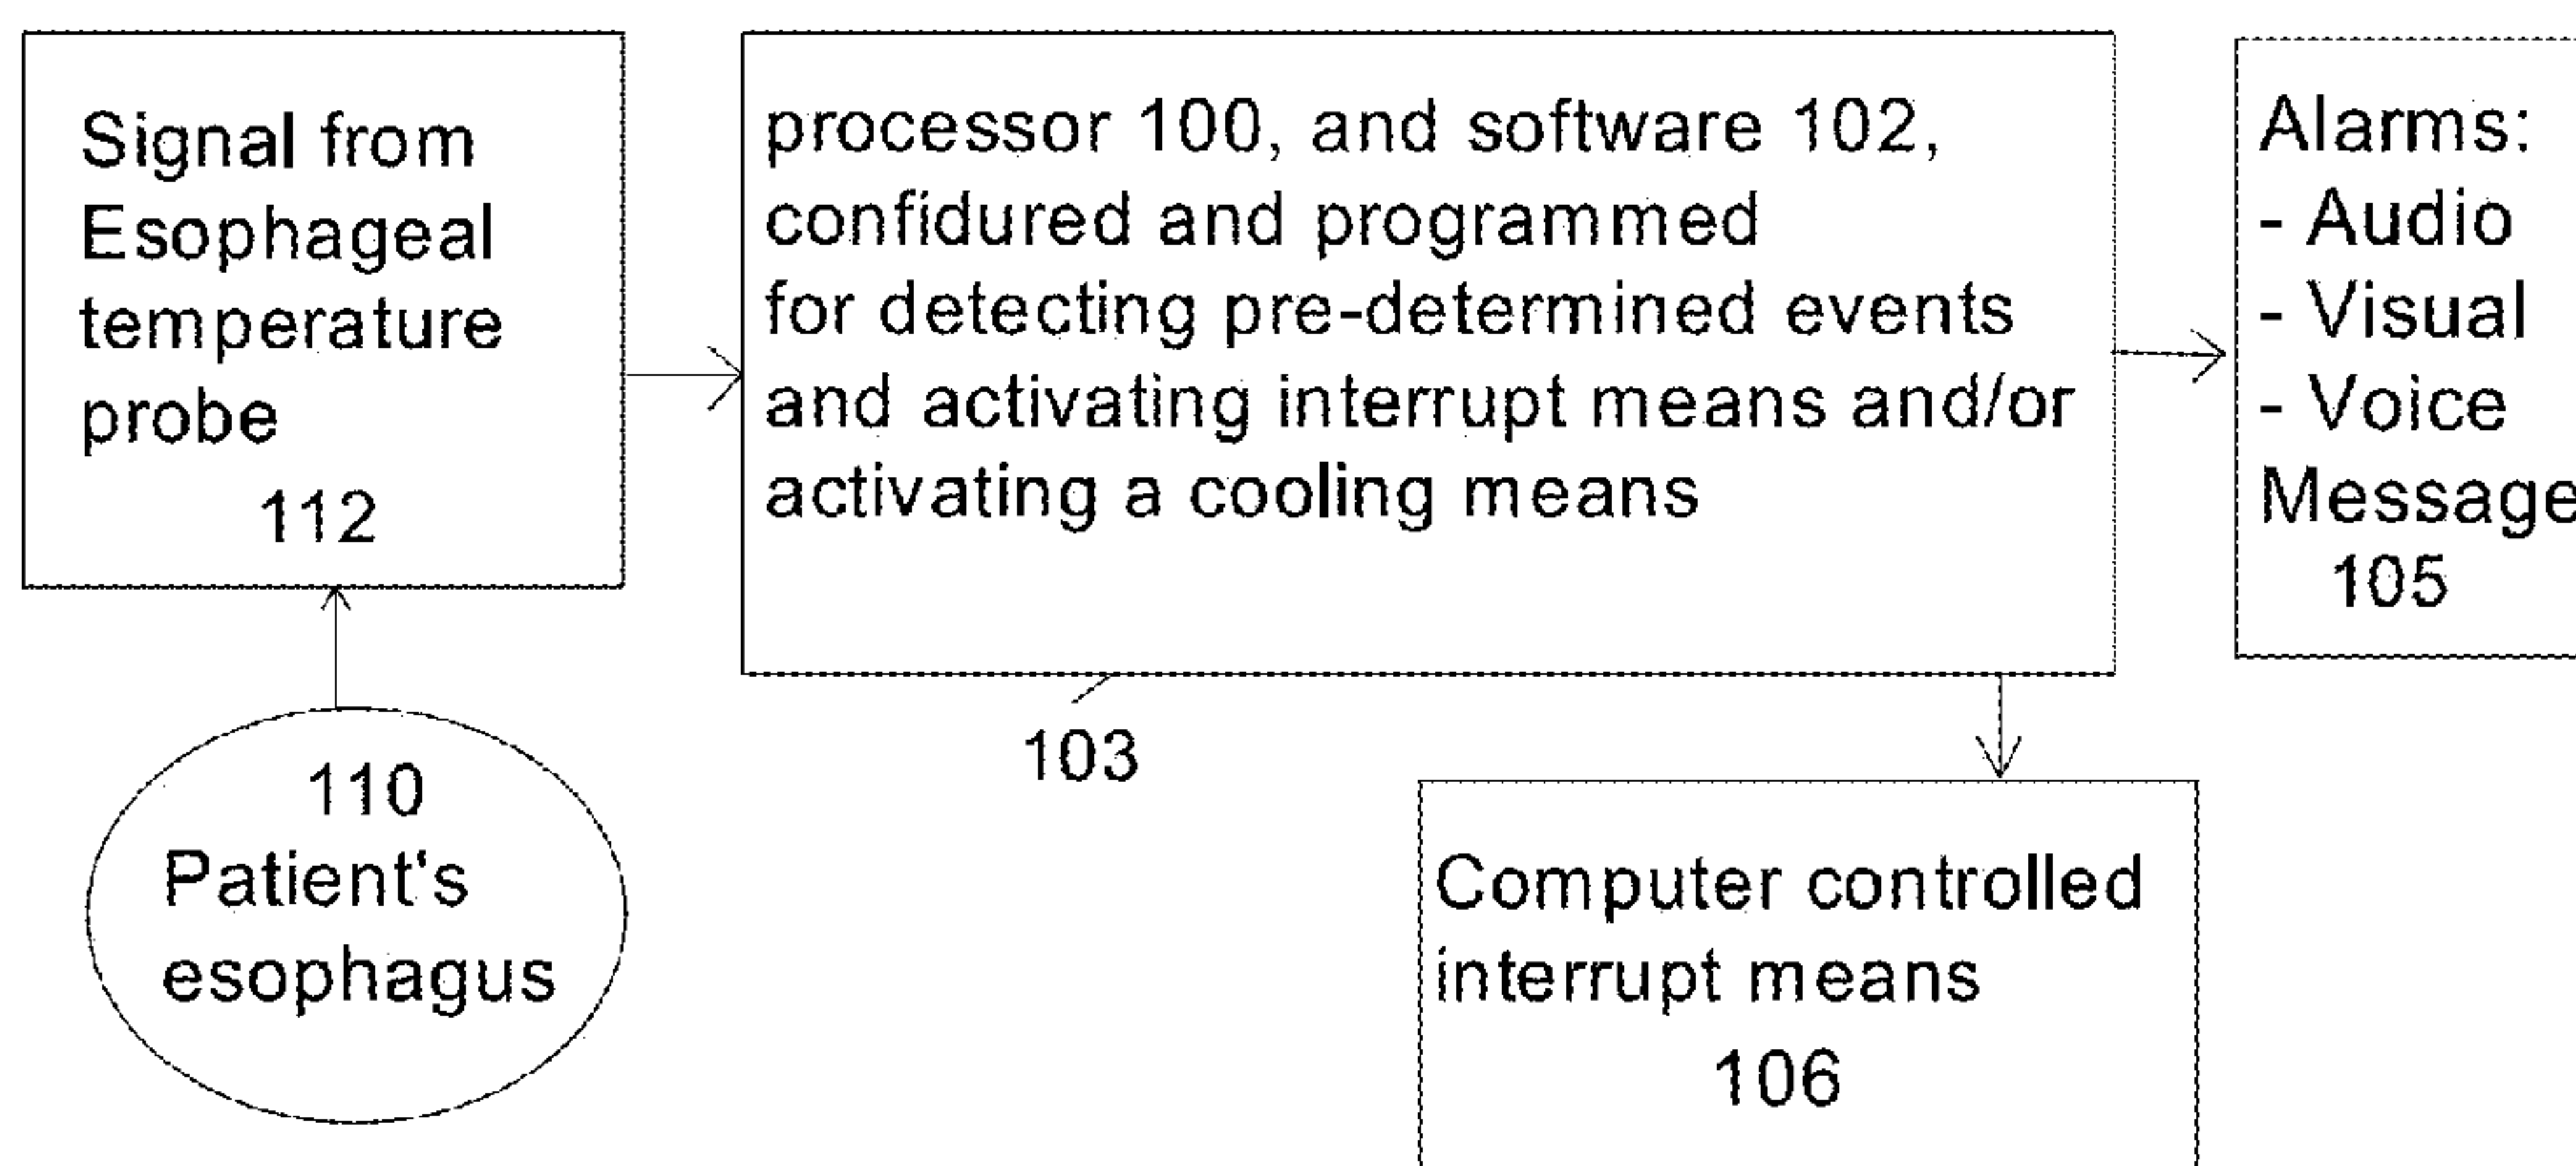 Signal from
Esophageal
temperature
probe
112
processor 100, and software 102,
confidured and programmed
for detecting pre-determined events
and activating interrupt means and/or
activating a cooling means
103
Alarms:
- Audio
- Visual
- Voice
Message
105
110
Patient's
esophagus
Computer controlled
interrupt means
106